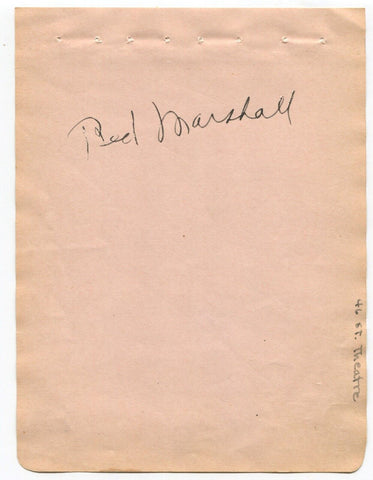 Red Marshall
46 st. Theatre